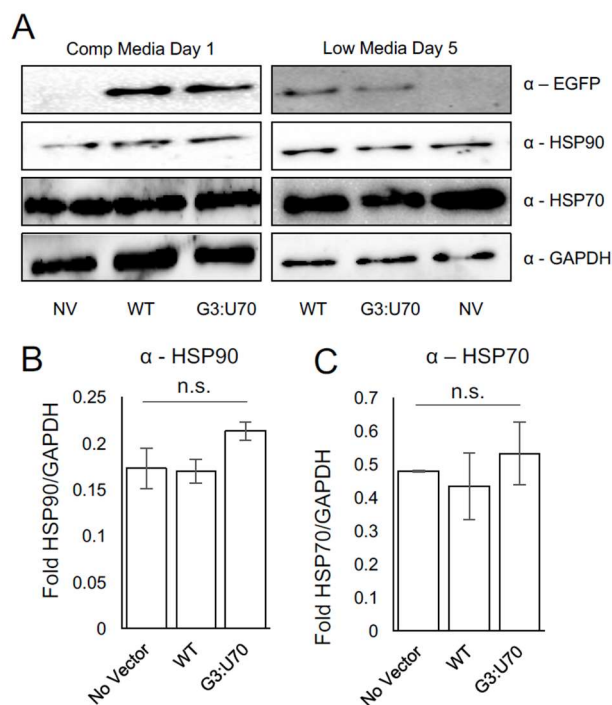 A
Comp Media Day 1 Low Media Day 5
α – EGFP
α - HSP90
α - HSP70
α - GAPDH
NV WT G3:U70 WT G3:U70 NV
B
α - HSP90
n.s.
Fold HSP90/GAPDH
0.25
0.2
0.15
0.1
0.05
0
No Vector WT G3:U70
C
α – HSP70
n.s.
Fold HSP70/GAPDH
0.7
0.6
0.5
0.4
0.3
0.2
0.1
0
No Vector WT G3:U70